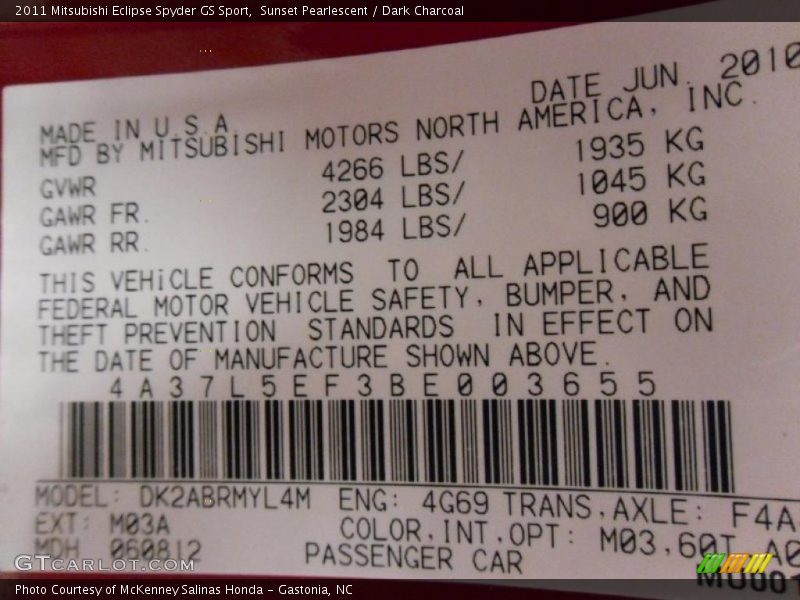 2011 Mitsubishi Eclipse Spyder GS Sport,  Sunset Pearlescent / Dark Charcoal
DATE JUN. 2010
MADE IN U.S.A.
MFD BY MITSUBISHI MOTORS NORTH AMERICA, INC.
GVWR 4266 LBS/ 1935 KG
GAWR FR. 2304 LBS/ 1045 KG
GAWR RR. 1984 LBS/ 900 KG
THIS VEHiCLE CONFORMS TO ALL APPLICABLE
FEDERAL MOTOR VEHICLE SAFETY, BUMPER, AND
THEFT PREVENTION STANDARDS IN EFFECT ON
THE DATE OF MANUFACTURE SHOWN ABOVE.
4A37L5EF3BE003655
MODEL: DK2ABRMYL4M ENG: 4G69 TRANS,AXLE: F4A
EXT: M03A COLOR,INT,OPT: M03,60T A0
MDH 060812 PASSENGER CAR
GTCARLOT.COM
Photo Courtesy of McKenney Salinas Honda - Gastonia, NC